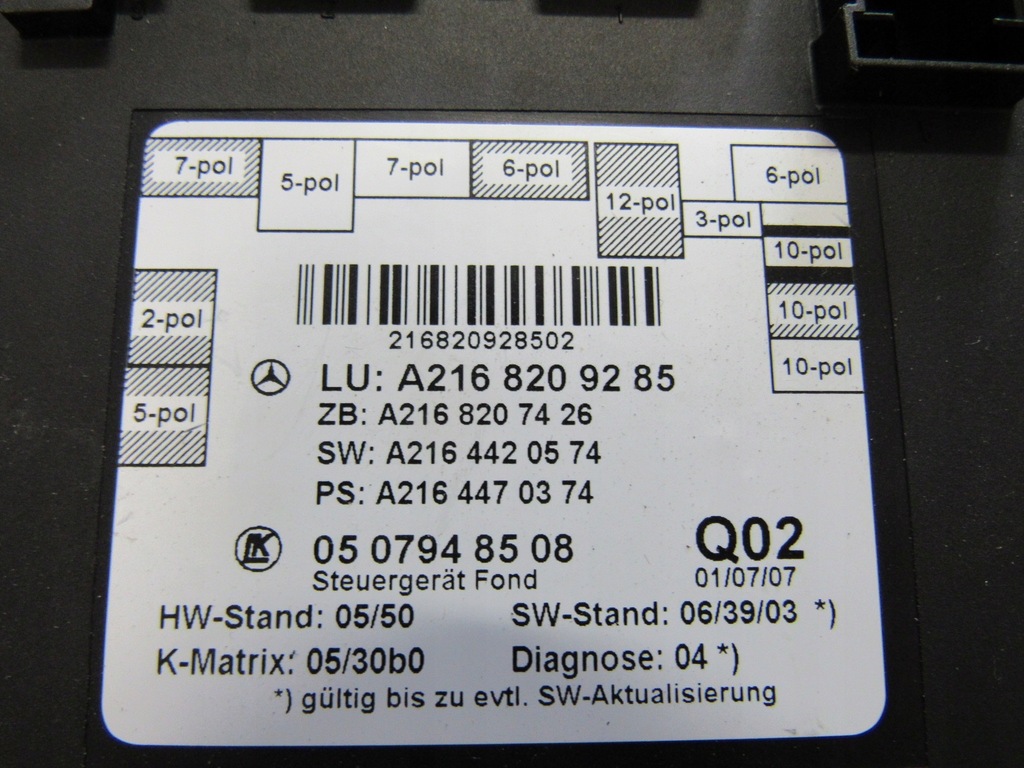 7-pol 5-pol 7-pol 6-pol 12-pol 3-pol 6-pol
10-pol
10-pol
10-pol
2-pol
5-pol
216820928502
LU: A216 820 92 85
ZB: A216 820 74 26
SW: A216 442 05 74
PS: A216 447 03 74
LK 05 0794 85 08 Q02
Steuergerät Fond 01/07/07
HW-Stand: 05/50 SW-Stand: 06/39/03 *)
K-Matrix: 05/30b0 Diagnose: 04 *)
*) gültig bis zu evtl. SW-Aktualisierung